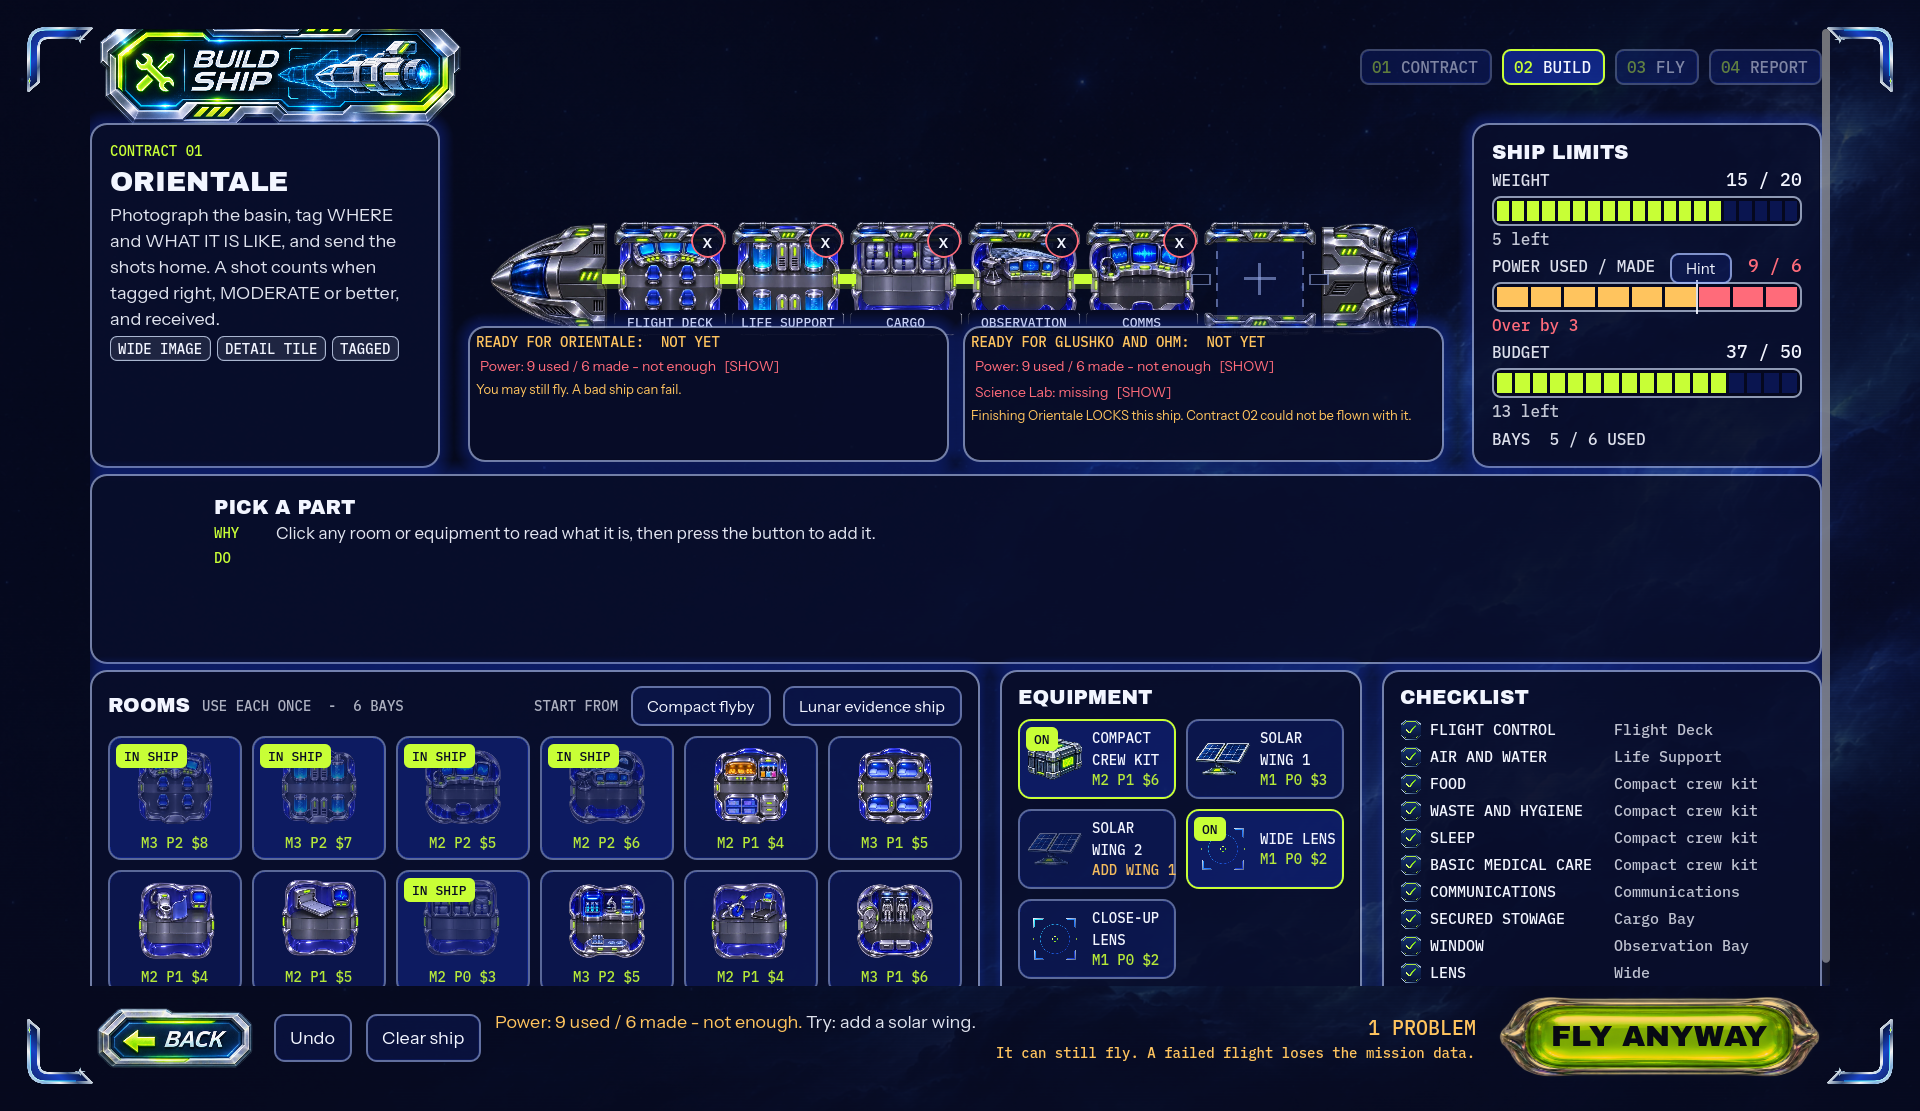 BUILD
SHIP
01 CONTRACT
02 BUILD
03 FLY
04 REPORT
CONTRACT 01
ORIENTALE
Photograph the basin, tag WHERE
and WHAT IT IS LIKE, and send the
shots home. A shot counts when
tagged right, MODERATE or better,
and received.
WIDE IMAGE
DETAIL TILE
TAGGED
X
X
X
X
X
FLIGHT DECK
LIFE SUPPORT
CARGO
OBSERVATION
COMMS
READY FOR ORIENTALE: NOT YET
Power: 9 used / 6 made - not enough [SHOW]
You may still fly. A bad ship can fail.
READY FOR GLUSHKO AND OHM: NOT YET
Power: 9 used / 6 made - not enough [SHOW]
Science Lab: missing [SHOW]
Finishing Orientale LOCKS this ship. Contract 02 could not be flown with it.
SHIP LIMITS
WEIGHT 15 / 20
5 left
POWER USED / MADE Hint 9 / 6
Over by 3
BUDGET 37 / 50
13 left
BAYS 5 / 6 USED
PICK A PART
WHY Click any room or equipment to read what it is, then press the button to add it.
DO
ROOMS USE EACH ONCE - 6 BAYS START FROM Compact flyby Lunar evidence ship
IN SHIP
M3 P2 $8
IN SHIP
M3 P2 $7
IN SHIP
M2 P2 $5
IN SHIP
M2 P2 $6
M2 P1 $4
M3 P1 $5
M2 P1 $4
M2 P1 $5
IN SHIP
M2 P0 $3
M3 P2 $5
M2 P1 $4
M3 P1 $6
EQUIPMENT
ON
COMPACT
CREW KIT
M2 P1 $6
SOLAR
WING 1
M1 P0 $3
SOLAR
WING 2
ADD WING 1
ON
WIDE LENS
M1 P0 $2
CLOSE-UP
LENS
M1 P0 $2
CHECKLIST
FLIGHT CONTROL Flight Deck
AIR AND WATER Life Support
FOOD Compact crew kit
WASTE AND HYGIENE Compact crew kit
SLEEP Compact crew kit
BASIC MEDICAL CARE Compact crew kit
COMMUNICATIONS Communications
SECURED STOWAGE Cargo Bay
WINDOW Observation Bay
LENS Wide
BACK
Undo
Clear ship
Power: 9 used / 6 made - not enough. Try: add a solar wing.
1 PROBLEM
It can still fly. A failed flight loses the mission data.
FLY ANYWAY